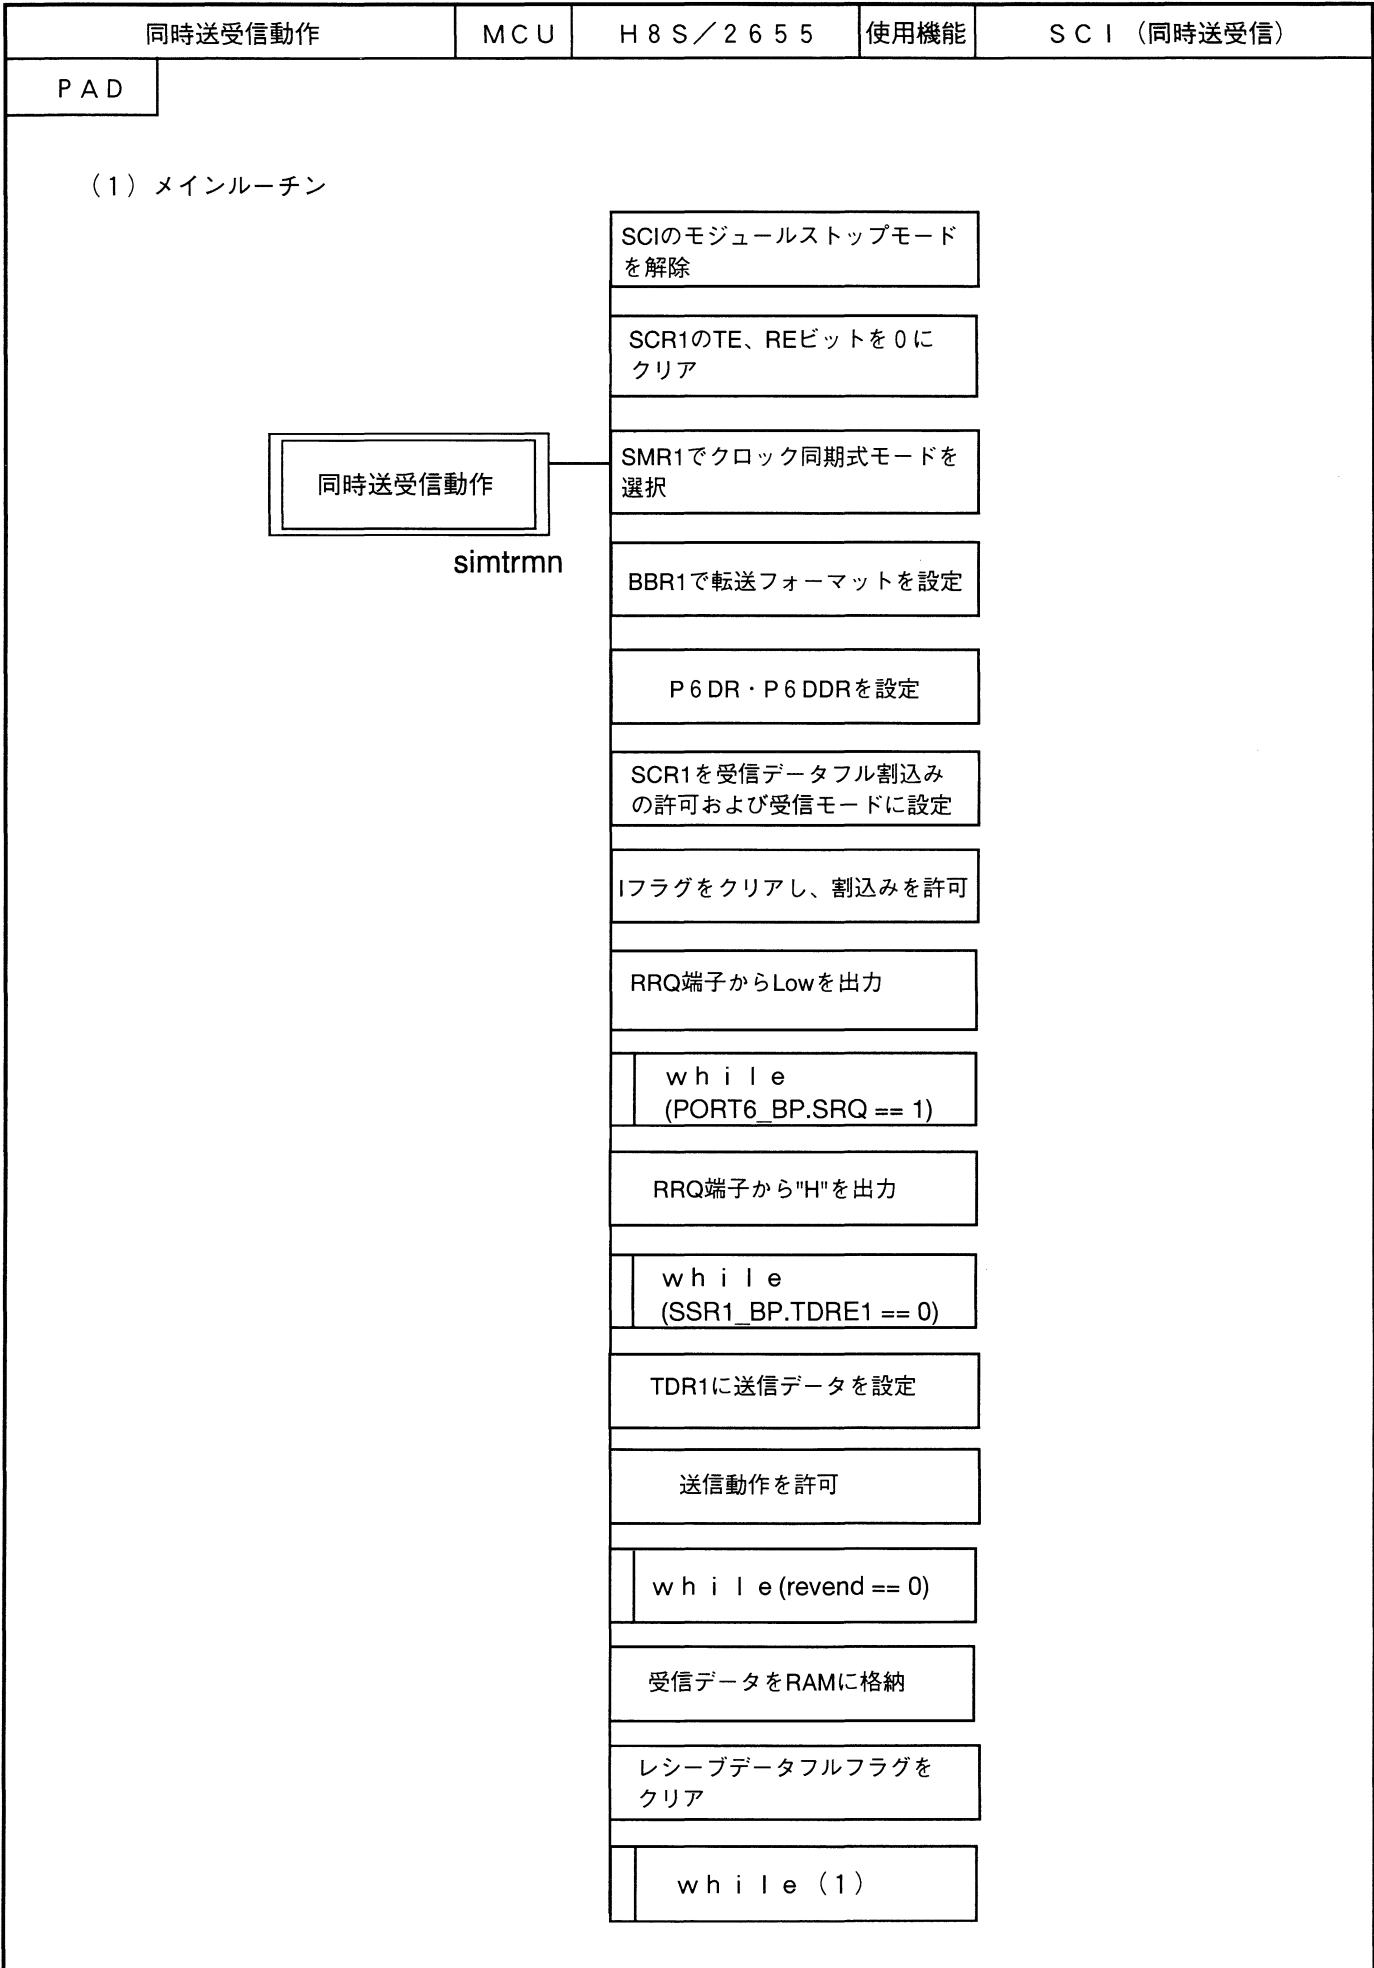 同時送受信動作
ＭＣＵ
Ｈ８Ｓ／２６５５
使用機能
ＳＣＩ（同時送受信）
ＰＡＤ
（１）メインルーチン
SCIのモジュールストップモード
を解除
SCR1のTE、REビットを０に
クリア
同時送受信動作
simtrmn
SMR1でクロック同期式モードを
選択
BBR1で転送フォーマットを設定
Ｐ６DR・Ｐ６DDRを設定
SCR1を受信データフル割込み
の許可および受信モードに設定
Iフラグをクリアし、割込みを許可
RRQ端子からLowを出力
ｗｈｉｌｅ
(PORT6_BP.SRQ == 1)
RRQ端子から"H"を出力
ｗｈｉｌｅ
(SSR1_BP.TDRE1 == 0)
TDR1に送信データを設定
送信動作を許可
ｗｈｉｌｅ(revend == 0)
受信データをRAMに格納
レシーブデータフルフラグを
クリア
ｗｈｉｌｅ（１）